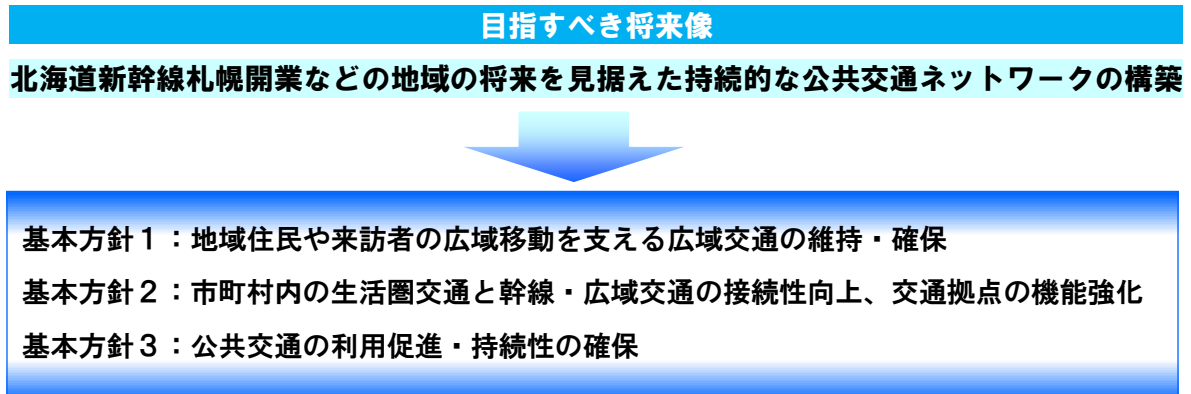 目指すべき将来像
北海道新幹線札幌開業などの地域の将来を見据えた持続的な公共交通ネットワークの構築
基本方針１：地域住民や来訪者の広域移動を支える広域交通の維持・確保
基本方針２：市町村内の生活圏交通と幹線・広域交通の接続性向上、交通拠点の機能強化
基本方針３：公共交通の利用促進・持続性の確保